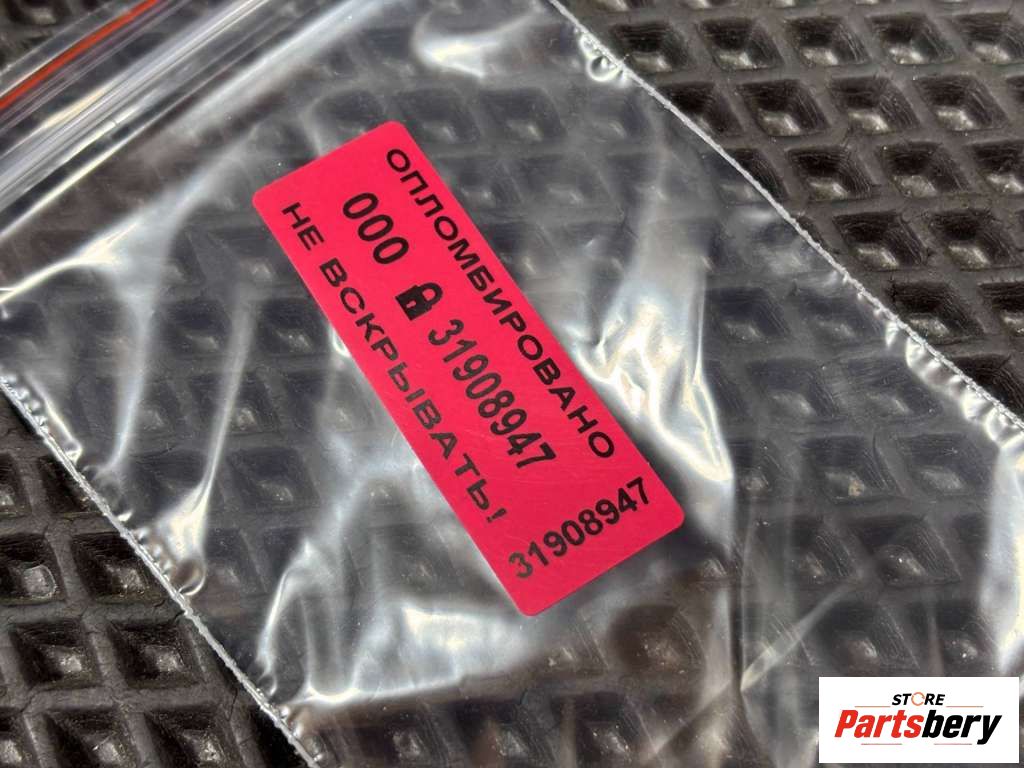 ОПЛОМБИРОВАНО
000 31908947
НЕ ВСКРЫВАТЬ!
31908947
STORE
Partsbery